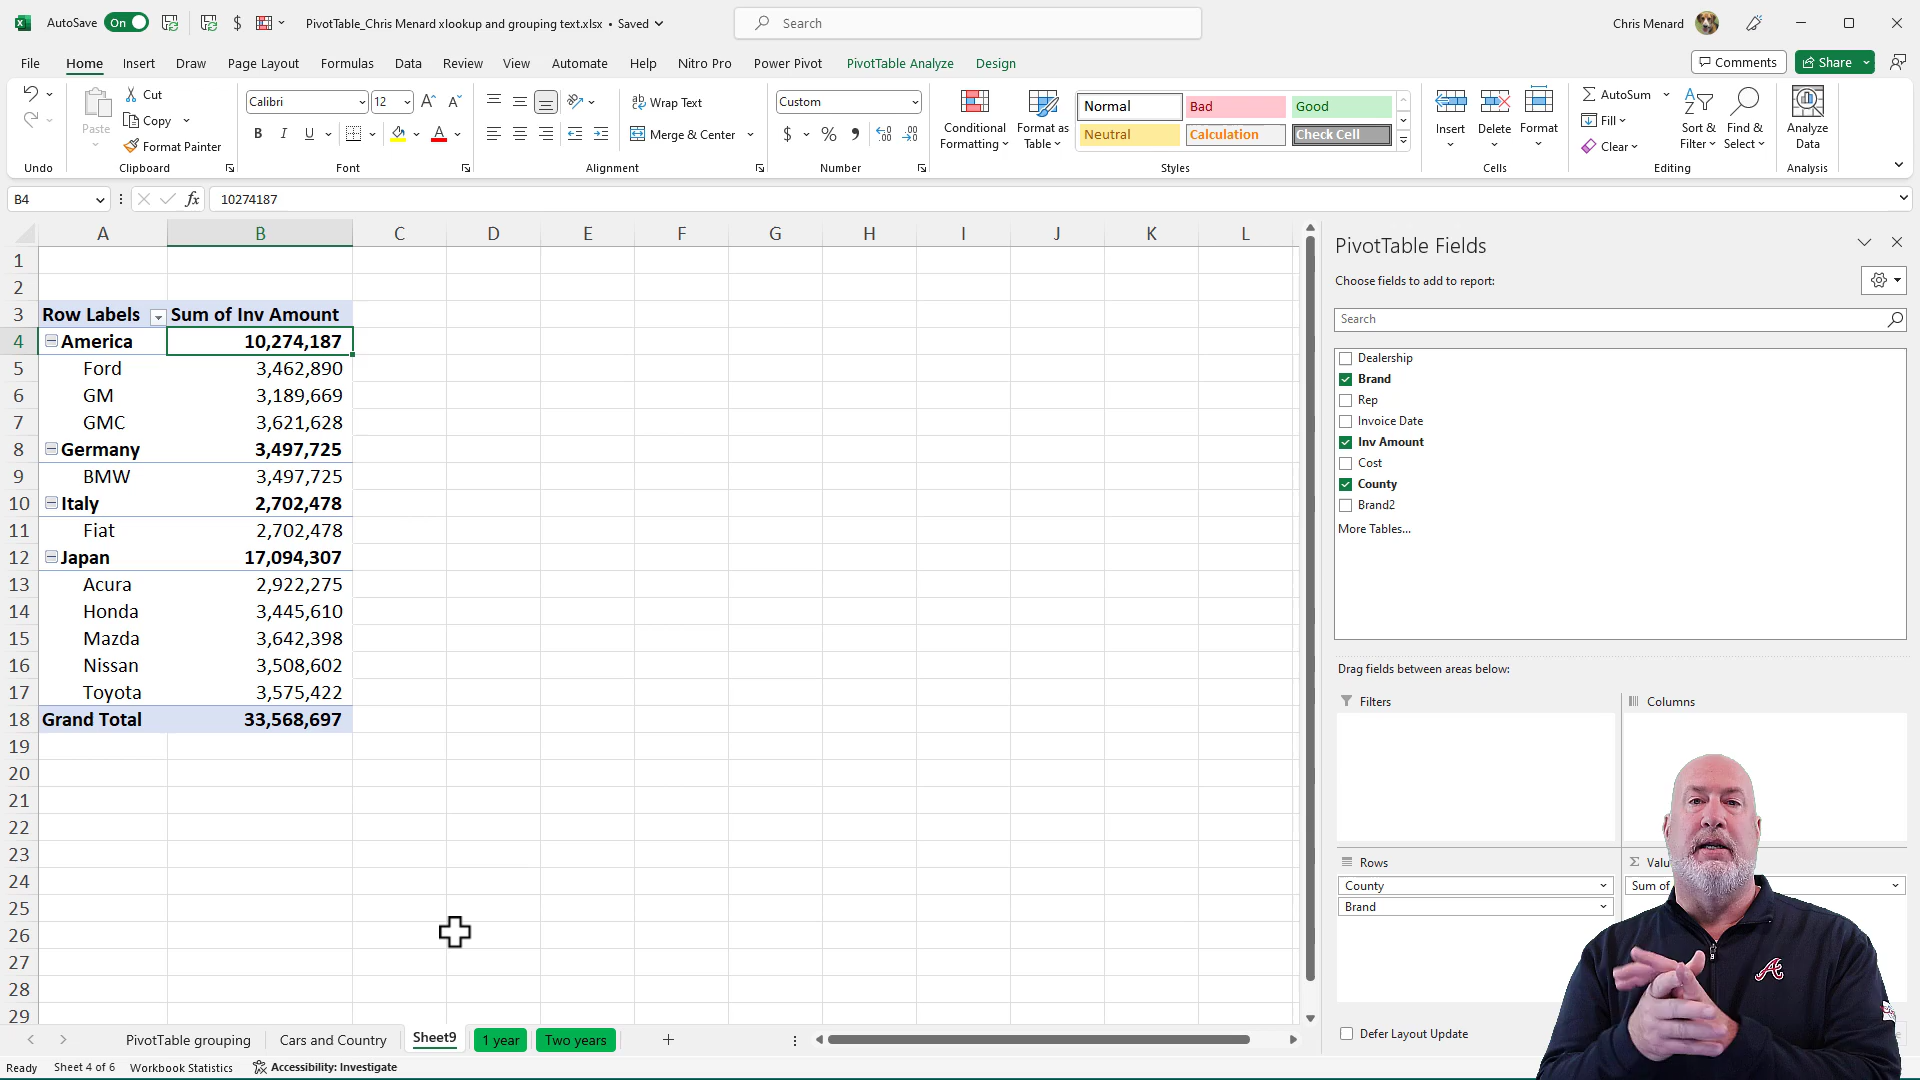 AutoSave On PivotTable_Chris Menard xlookup and grouping text.xlsx • Saved Search Chris Menard
File Home Insert Draw Page Layout Formulas Data Review View Automate Help Nitro Pro Power Pivot PivotTable Analyze Design Comments Share
Paste Cut Copy Format Painter
Calibri 12
Wrap Text
Merge & Center
Custom
Conditional Formatting Format as Table
Normal Bad Good
Neutral Calculation Check Cell
Insert Delete Format
AutoSum Fill Clear
Sort & Filter Find & Select
Analyze Data
Undo Clipboard Font Alignment Number Styles Cells Editing Analysis
B4 fx 10274187
A B C D E F G H I J K L
1
2
3 Row Labels Sum of Inv Amount
4 America 10,274,187
5 Ford 3,462,890
6 GM 3,189,669
7 GMC 3,621,628
8 Germany 3,497,725
9 BMW 3,497,725
10 Italy 2,702,478
11 Fiat 2,702,478
12 Japan 17,094,307
13 Acura 2,922,275
14 Honda 3,445,610
15 Mazda 3,642,398
16 Nissan 3,508,602
17 Toyota 3,575,422
18 Grand Total 33,568,697
19
20
21
22
23
24
25
26
27
28
29
PivotTable Fields
Choose fields to add to report:
Search
Dealership
Brand
Rep
Invoice Date
Inv Amount
Cost
County
Brand2
More Tables...
Drag fields between areas below:
Filters Columns
Rows
County Sum of
Brand
Defer Layout Update
PivotTable grouping Cars and Country Sheet9 1 year Two years
Ready Sheet 4 of 6 Workbook Statistics Accessibility: Investigate